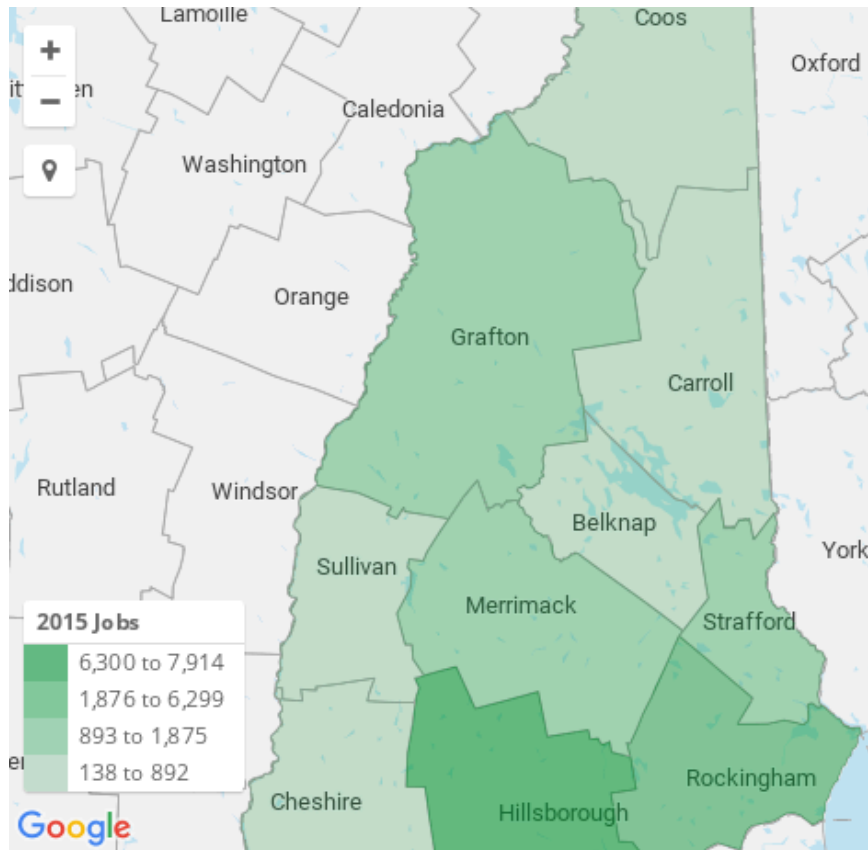 Lamoille
Coos
+
Oxford
en
−
Caledonia
Washington
ddison
Orange
Grafton
Carroll
Rutland
Windsor
Belknap
York
Sullivan
Merrimack
Strafford
2015 Jobs
6,300 to 7,914
1,876 to 6,299
893 to 1,875
138 to 892
Rockingham
Cheshire
Hillsborough
Google